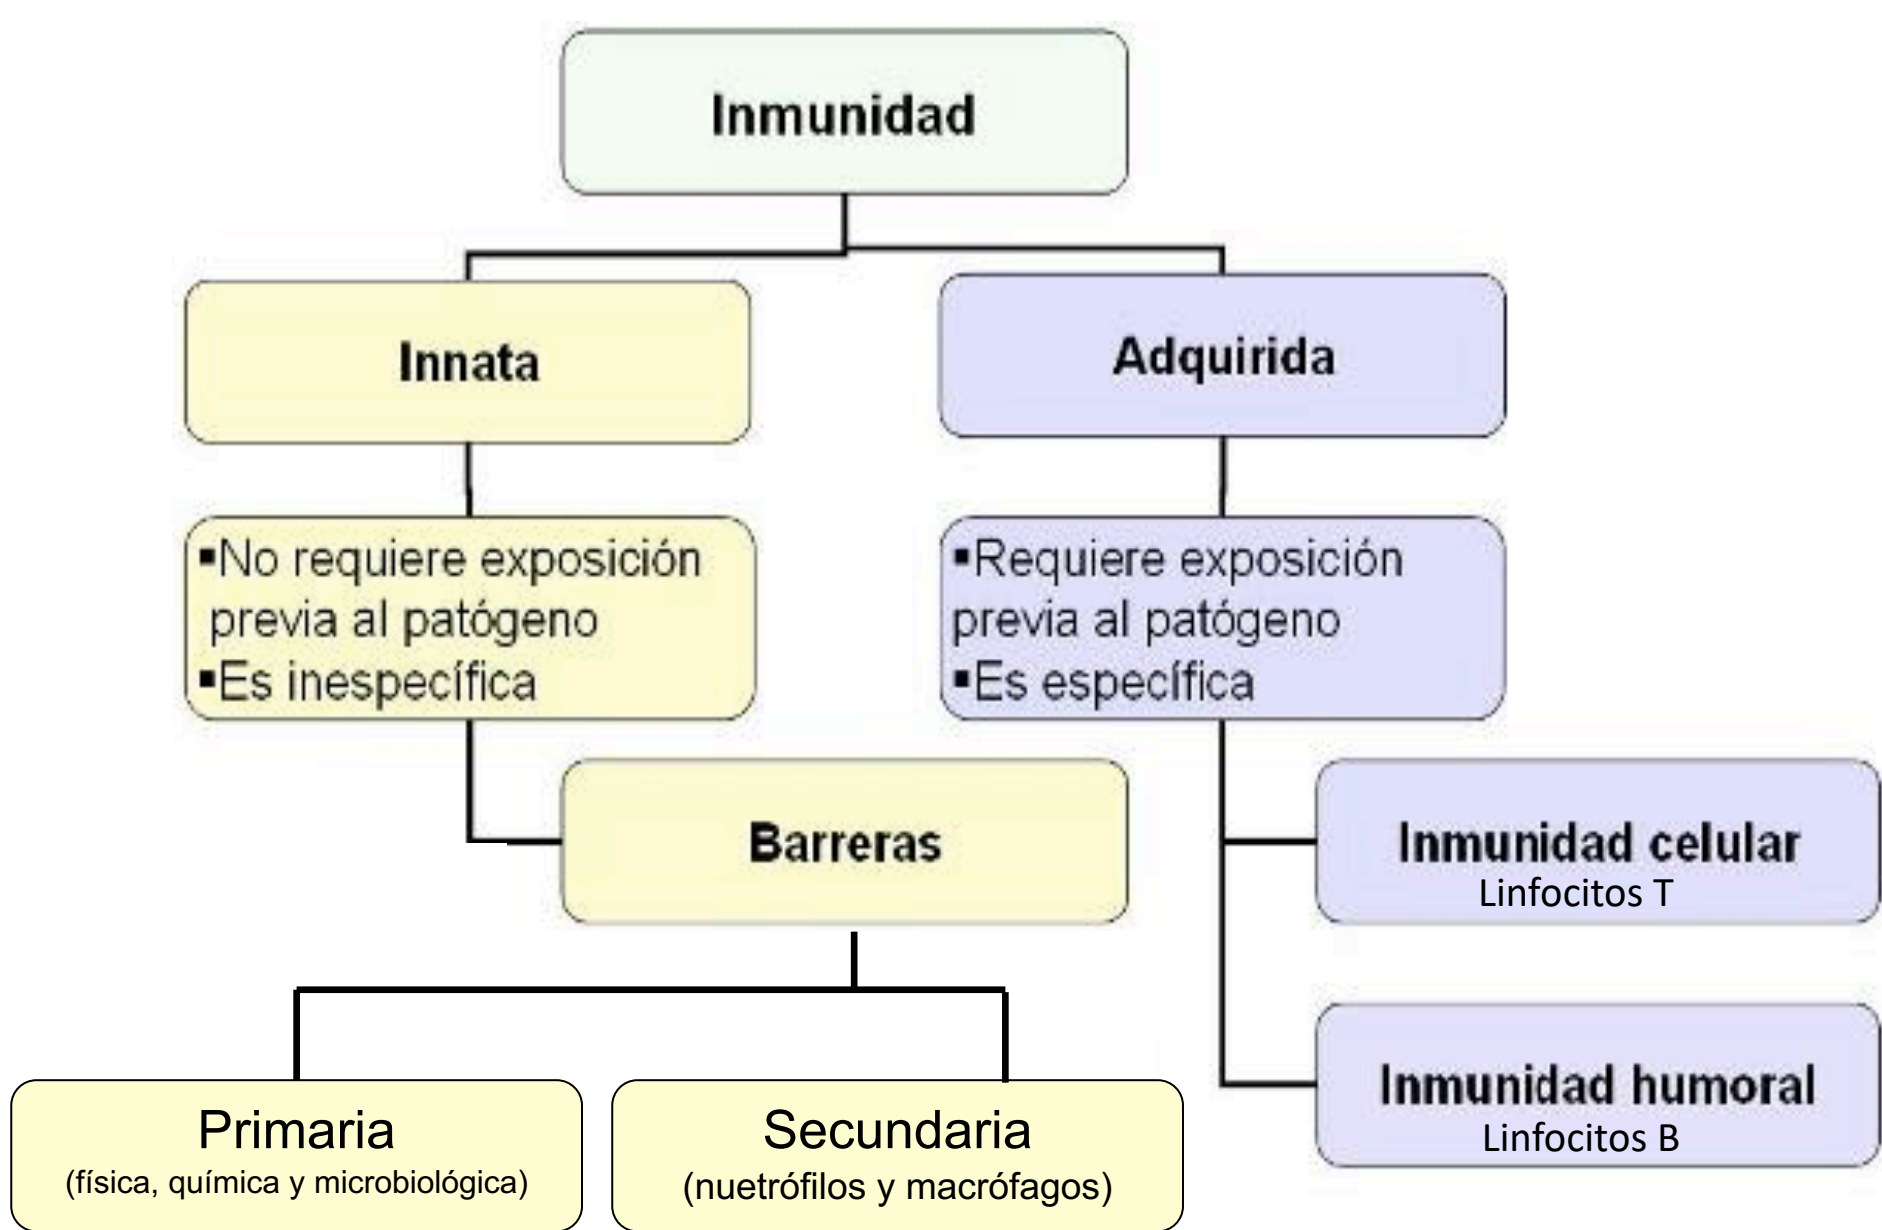 Inmunidad
Innata
Adquirida
▪No requiere exposición
previa al patógeno
▪Es inespecífica
▪Requiere exposición
previa al patógeno
▪Es específica
Barreras
Inmunidad celular
Linfocitos T
Inmunidad humoral
Linfocitos B
Primaria
(física, química y microbiológica)
Secundaria
(nuetrófilos y macrófagos)